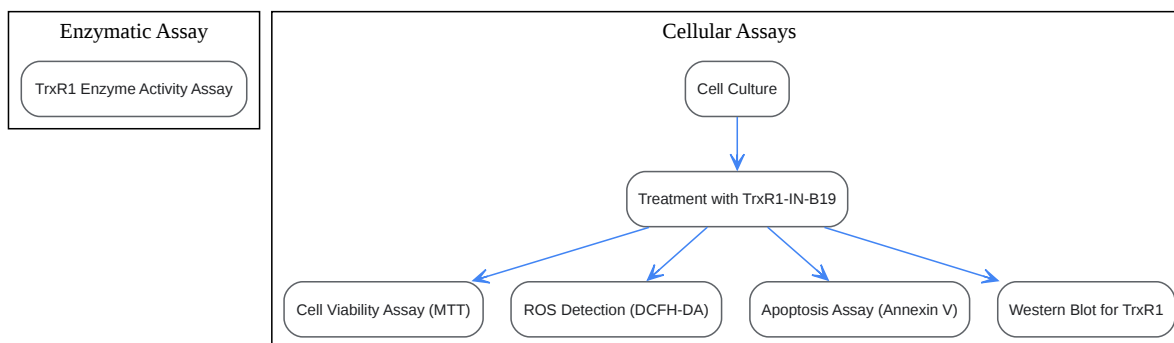 Enzymatic Assay
TrxR1 Enzyme Activity Assay
Cellular Assays
Cell Culture
Treatment with TrxR1-IN-B19
Cell Viability Assay (MTT)
ROS Detection (DCFH-DA)
Apoptosis Assay (Annexin V)
Western Blot for TrxR1